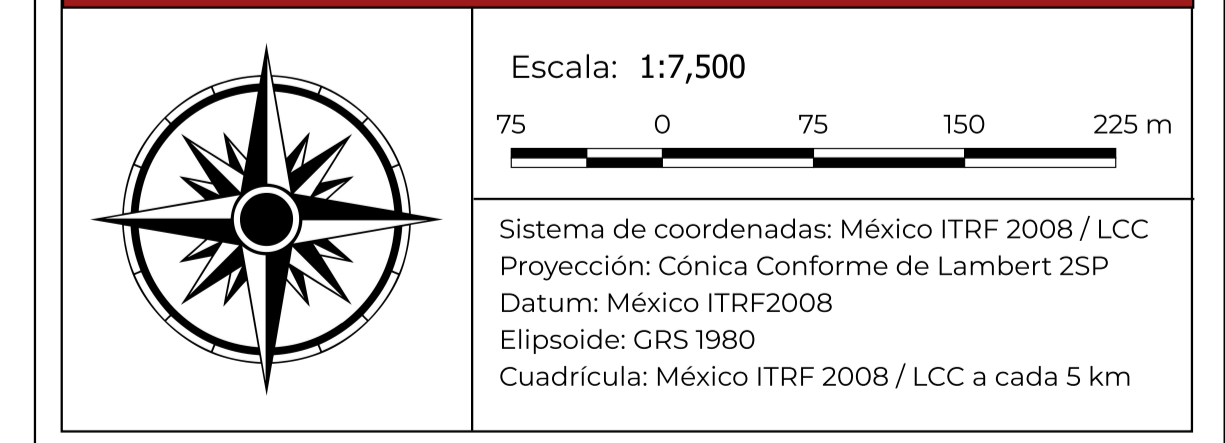 Escala: 1:7,500
75 0 75 150 225 m
Sistema de coordenadas: México ITRF 2008 / LCC
Proyección: Cónica Conforme de Lambert 2SP
Datum: México ITRF2008
Elipsoide: GRS 1980
Cuadrícula: México ITRF 2008 / LCC a cada 5 km